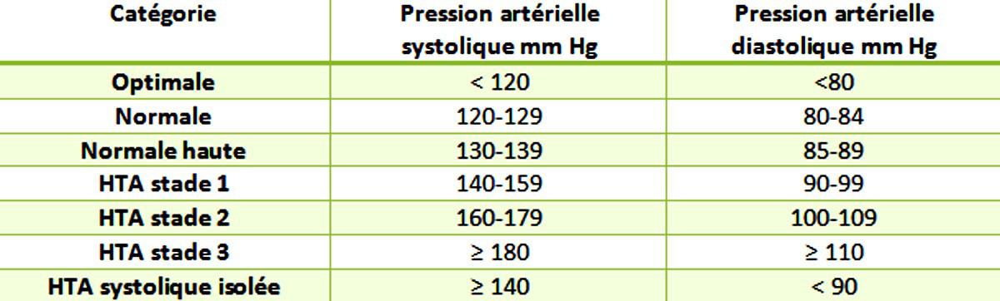 Catégorie Pression artérielle Pression artérielle
systolique mm Hg diastolique mm Hg
Optimale < 120 <80
Normale 120-129 80-84
Normale haute 130-139 85-89
HTA stade 1 140-159 90-99
HTA stade 2 160-179 100-109
HTA stade 3 ≥ 180 ≥ 110
HTA systolique isolée ≥ 140 < 90